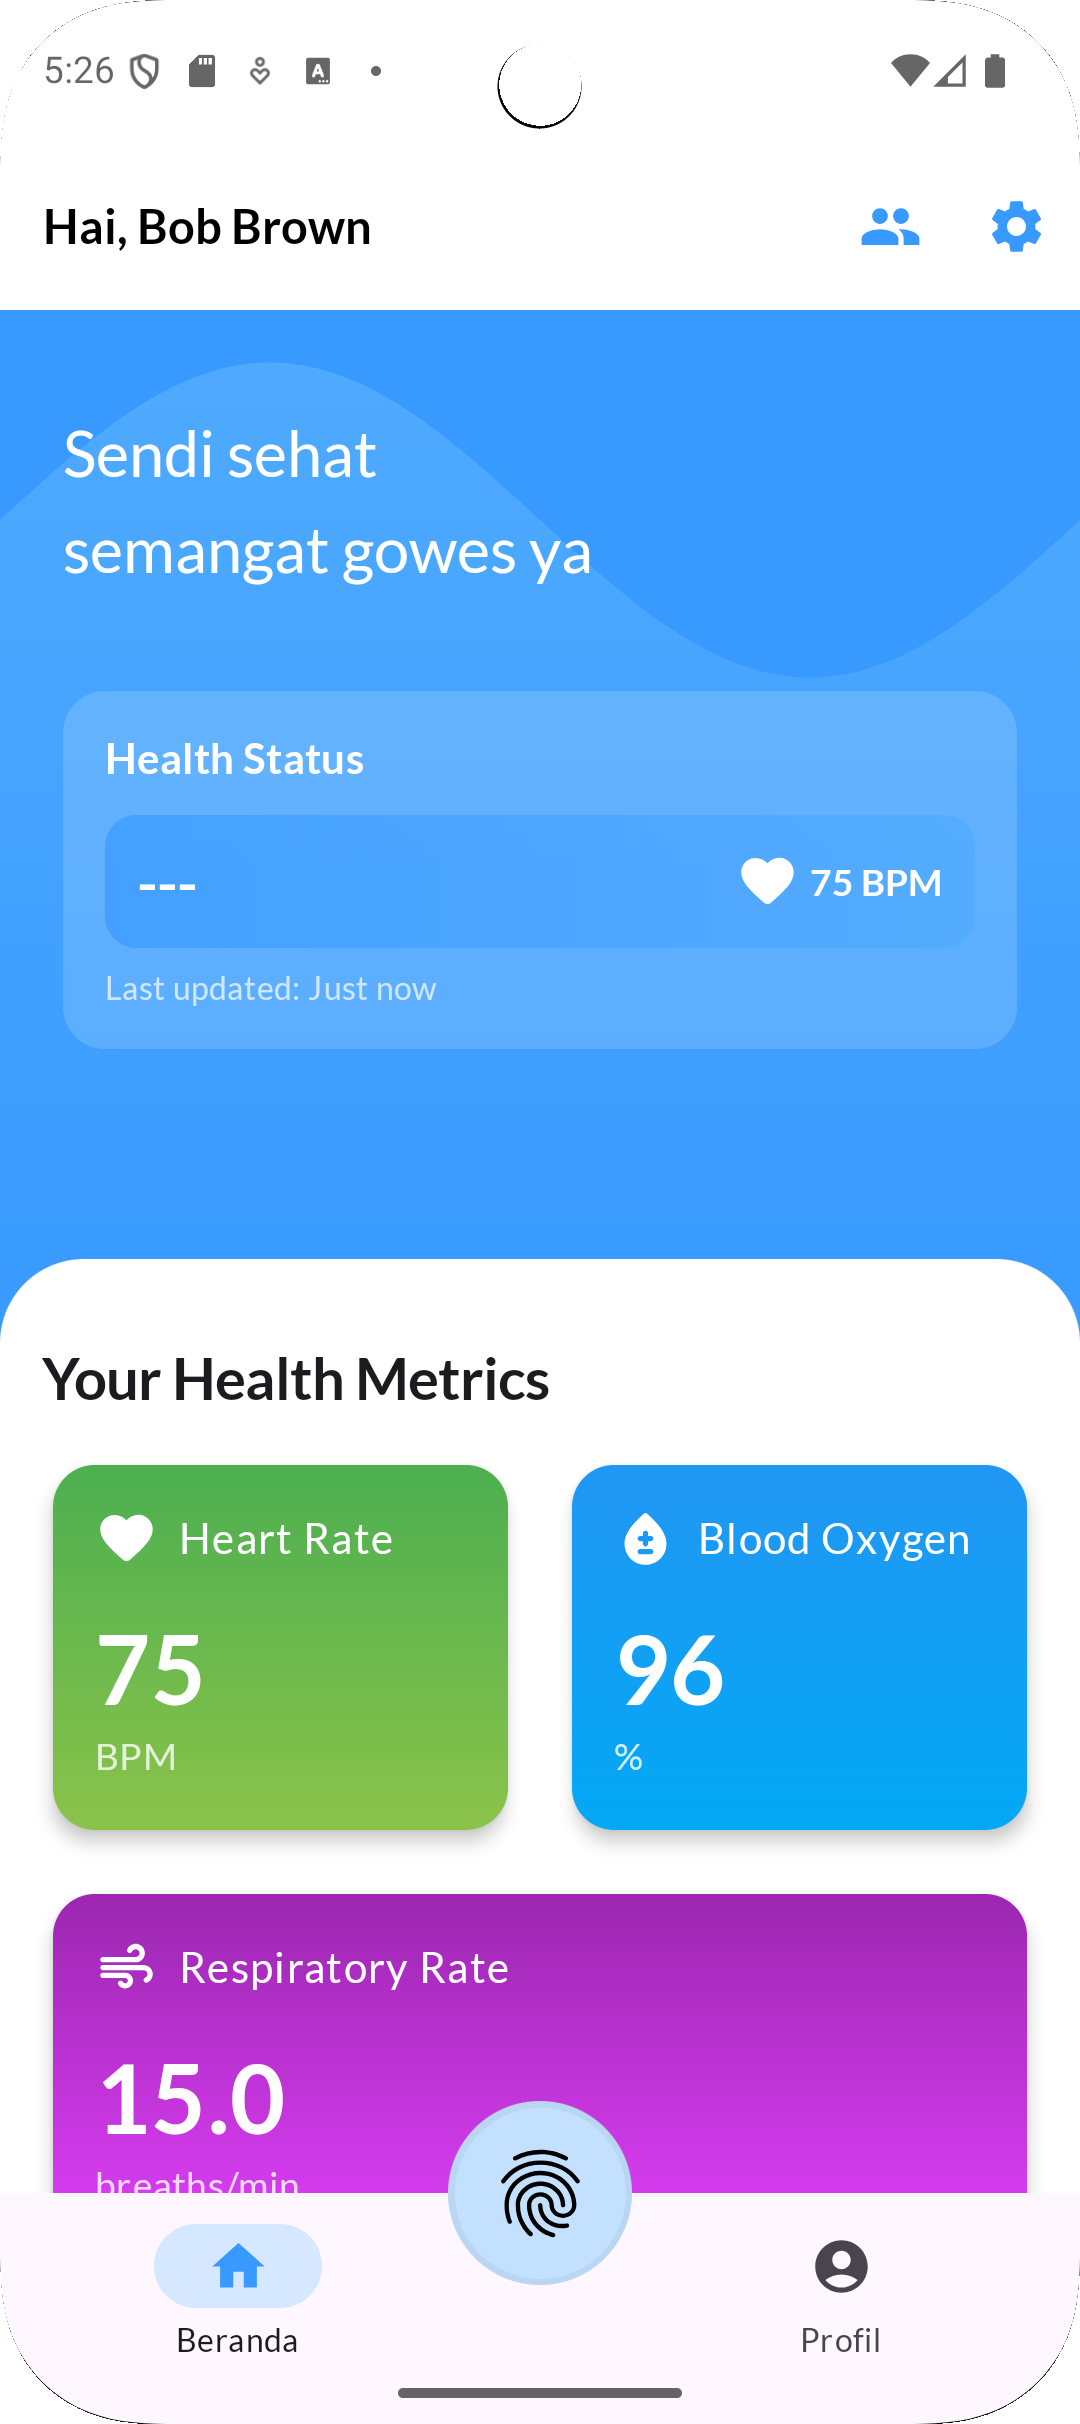 5:26
Hai, Bob Brown
Sendi sehat
semangat gowes ya
Health Status
---
75 BPM
Last updated: Just now
Your Health Metrics
Heart Rate
75
BPM
Blood Oxygen
96
%
Respiratory Rate
15.0
breaths/min
Beranda
Profil